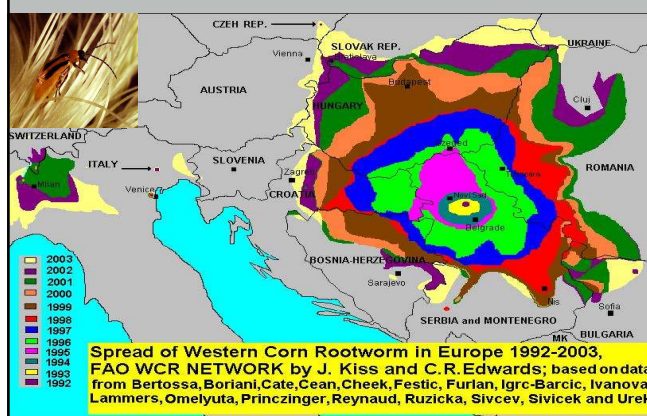 CZEH REP.
UKRAINE
SLOVAK REP.
Vienna
Bratislava
AUSTRIA
Budapest
HUNGARY
Cluj
SWITZERLAND
ITALY
SLOVENIA
Szeged
ROMANIA
Milan
Zagreb
Venice
CROATIA
Novi Sad
Belgrade
BOSNIA-HERZEGOVINA
Sarajevo
Nis
Sofia
SERBIA and MONTENEGRO
MK
BULGARIA
2003
2002
2001
2000
1999
1998
1997
1996
1995
1994
1993
1992
Spread of Western Corn Rootworm in Europe 1992-2003,
FAO WCR NETWORK by J. Kiss and C.R.Edwards; based on data
from Bertossa,Boriani,Cate,Cean,Cheek,Festic, Furlan, Igrc-Barcic, Ivanova
Lammers,Omelyuta, Princzinger, Reynaud, Ruzicka, Sivcev, Sivicek and Urek